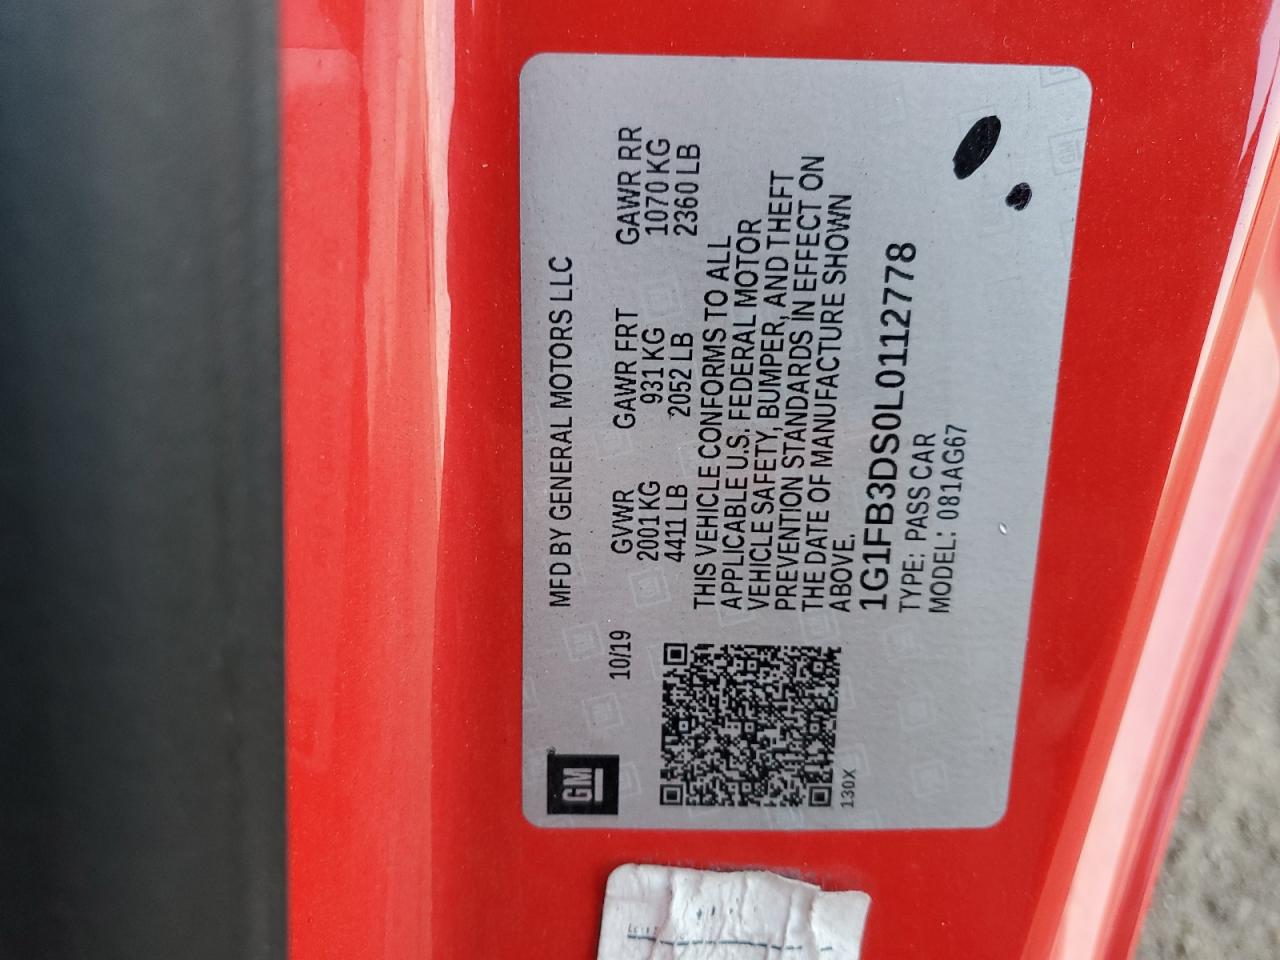 MFD BY GENERAL MOTORS LLC
10/19 GVWR GAWR FRT GAWR RR
2001 KG 931 KG 1070 KG
4411 LB 2052 LB 2360 LB
THIS VEHICLE CONFORMS TO ALL
APPLICABLE U.S. FEDERAL MOTOR
VEHICLE SAFETY, BUMPER, AND THEFT
PREVENTION STANDARDS IN EFFECT ON
THE DATE OF MANUFACTURE SHOWN
ABOVE.
1G1FB3DS0L0112778
TYPE: PASS CAR
MODEL: 081AG67
GM
130X